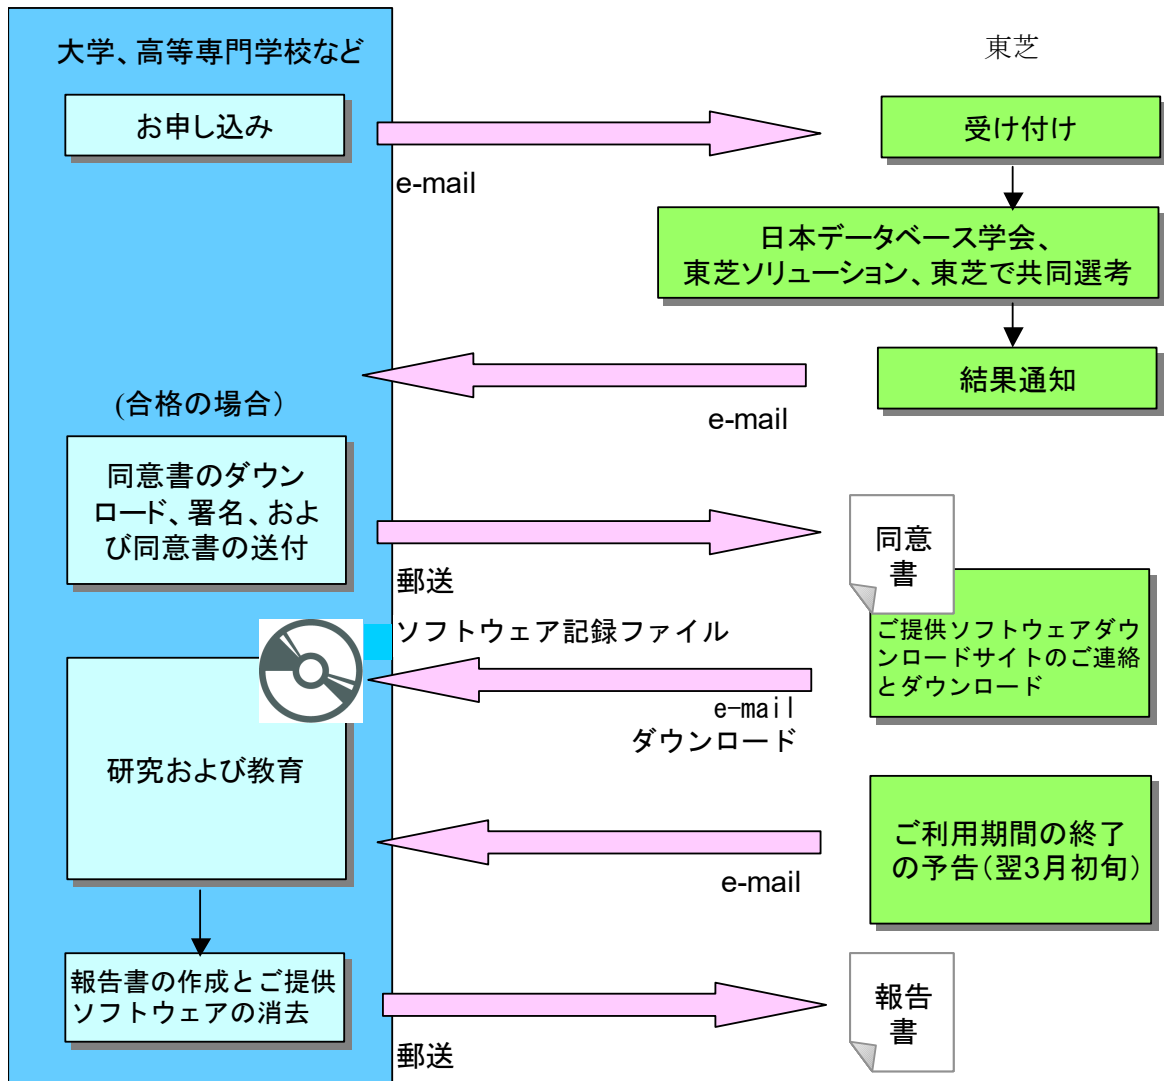 大学、高等専門学校など
東芝
お申し込み
受け付け
e-mail
日本データベース学会、
東芝ソリューション、東芝で共同選考
結果通知
e-mail
(合格の場合）
同意書のダウン
ロード、署名、およ
び同意書の送付
同意
書
郵送
ソフトウェア記録ファイル
ご提供ソフトウェアダウ
ンロードサイトのご連絡
とダウンロード
e-mail
ダウンロード
研究および教育
ご利用期間の終了
の予告（翌3月初旬）
e-mail
報告書の作成とご提供
ソフトウェアの消去
報告
書
郵送